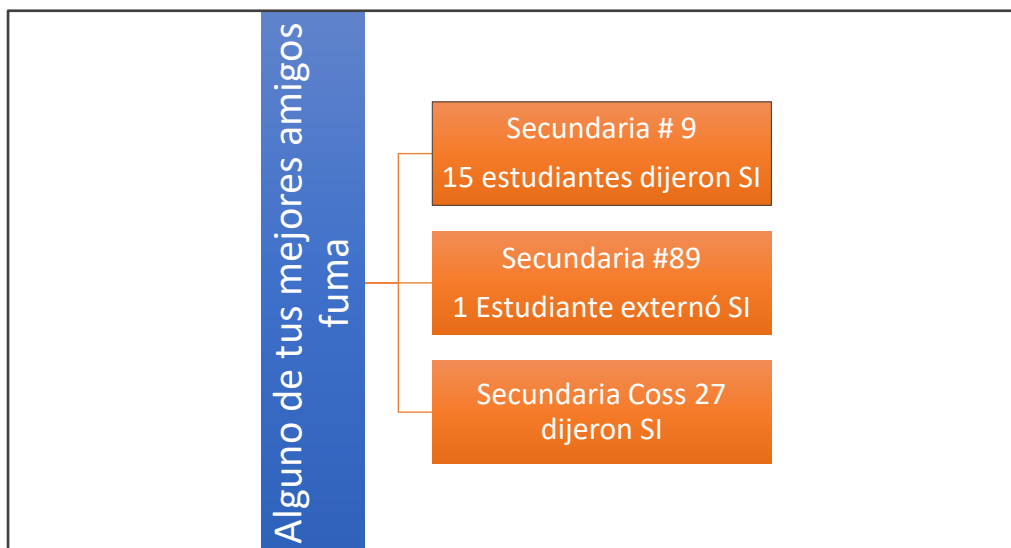 Alguno de tus mejores amigos
fuma
Secundaria # 9
15 estudiantes dijeron SI
Secundaria #89
1 Estudiante externó SI
Secundaria Coss 27
dijeron SI